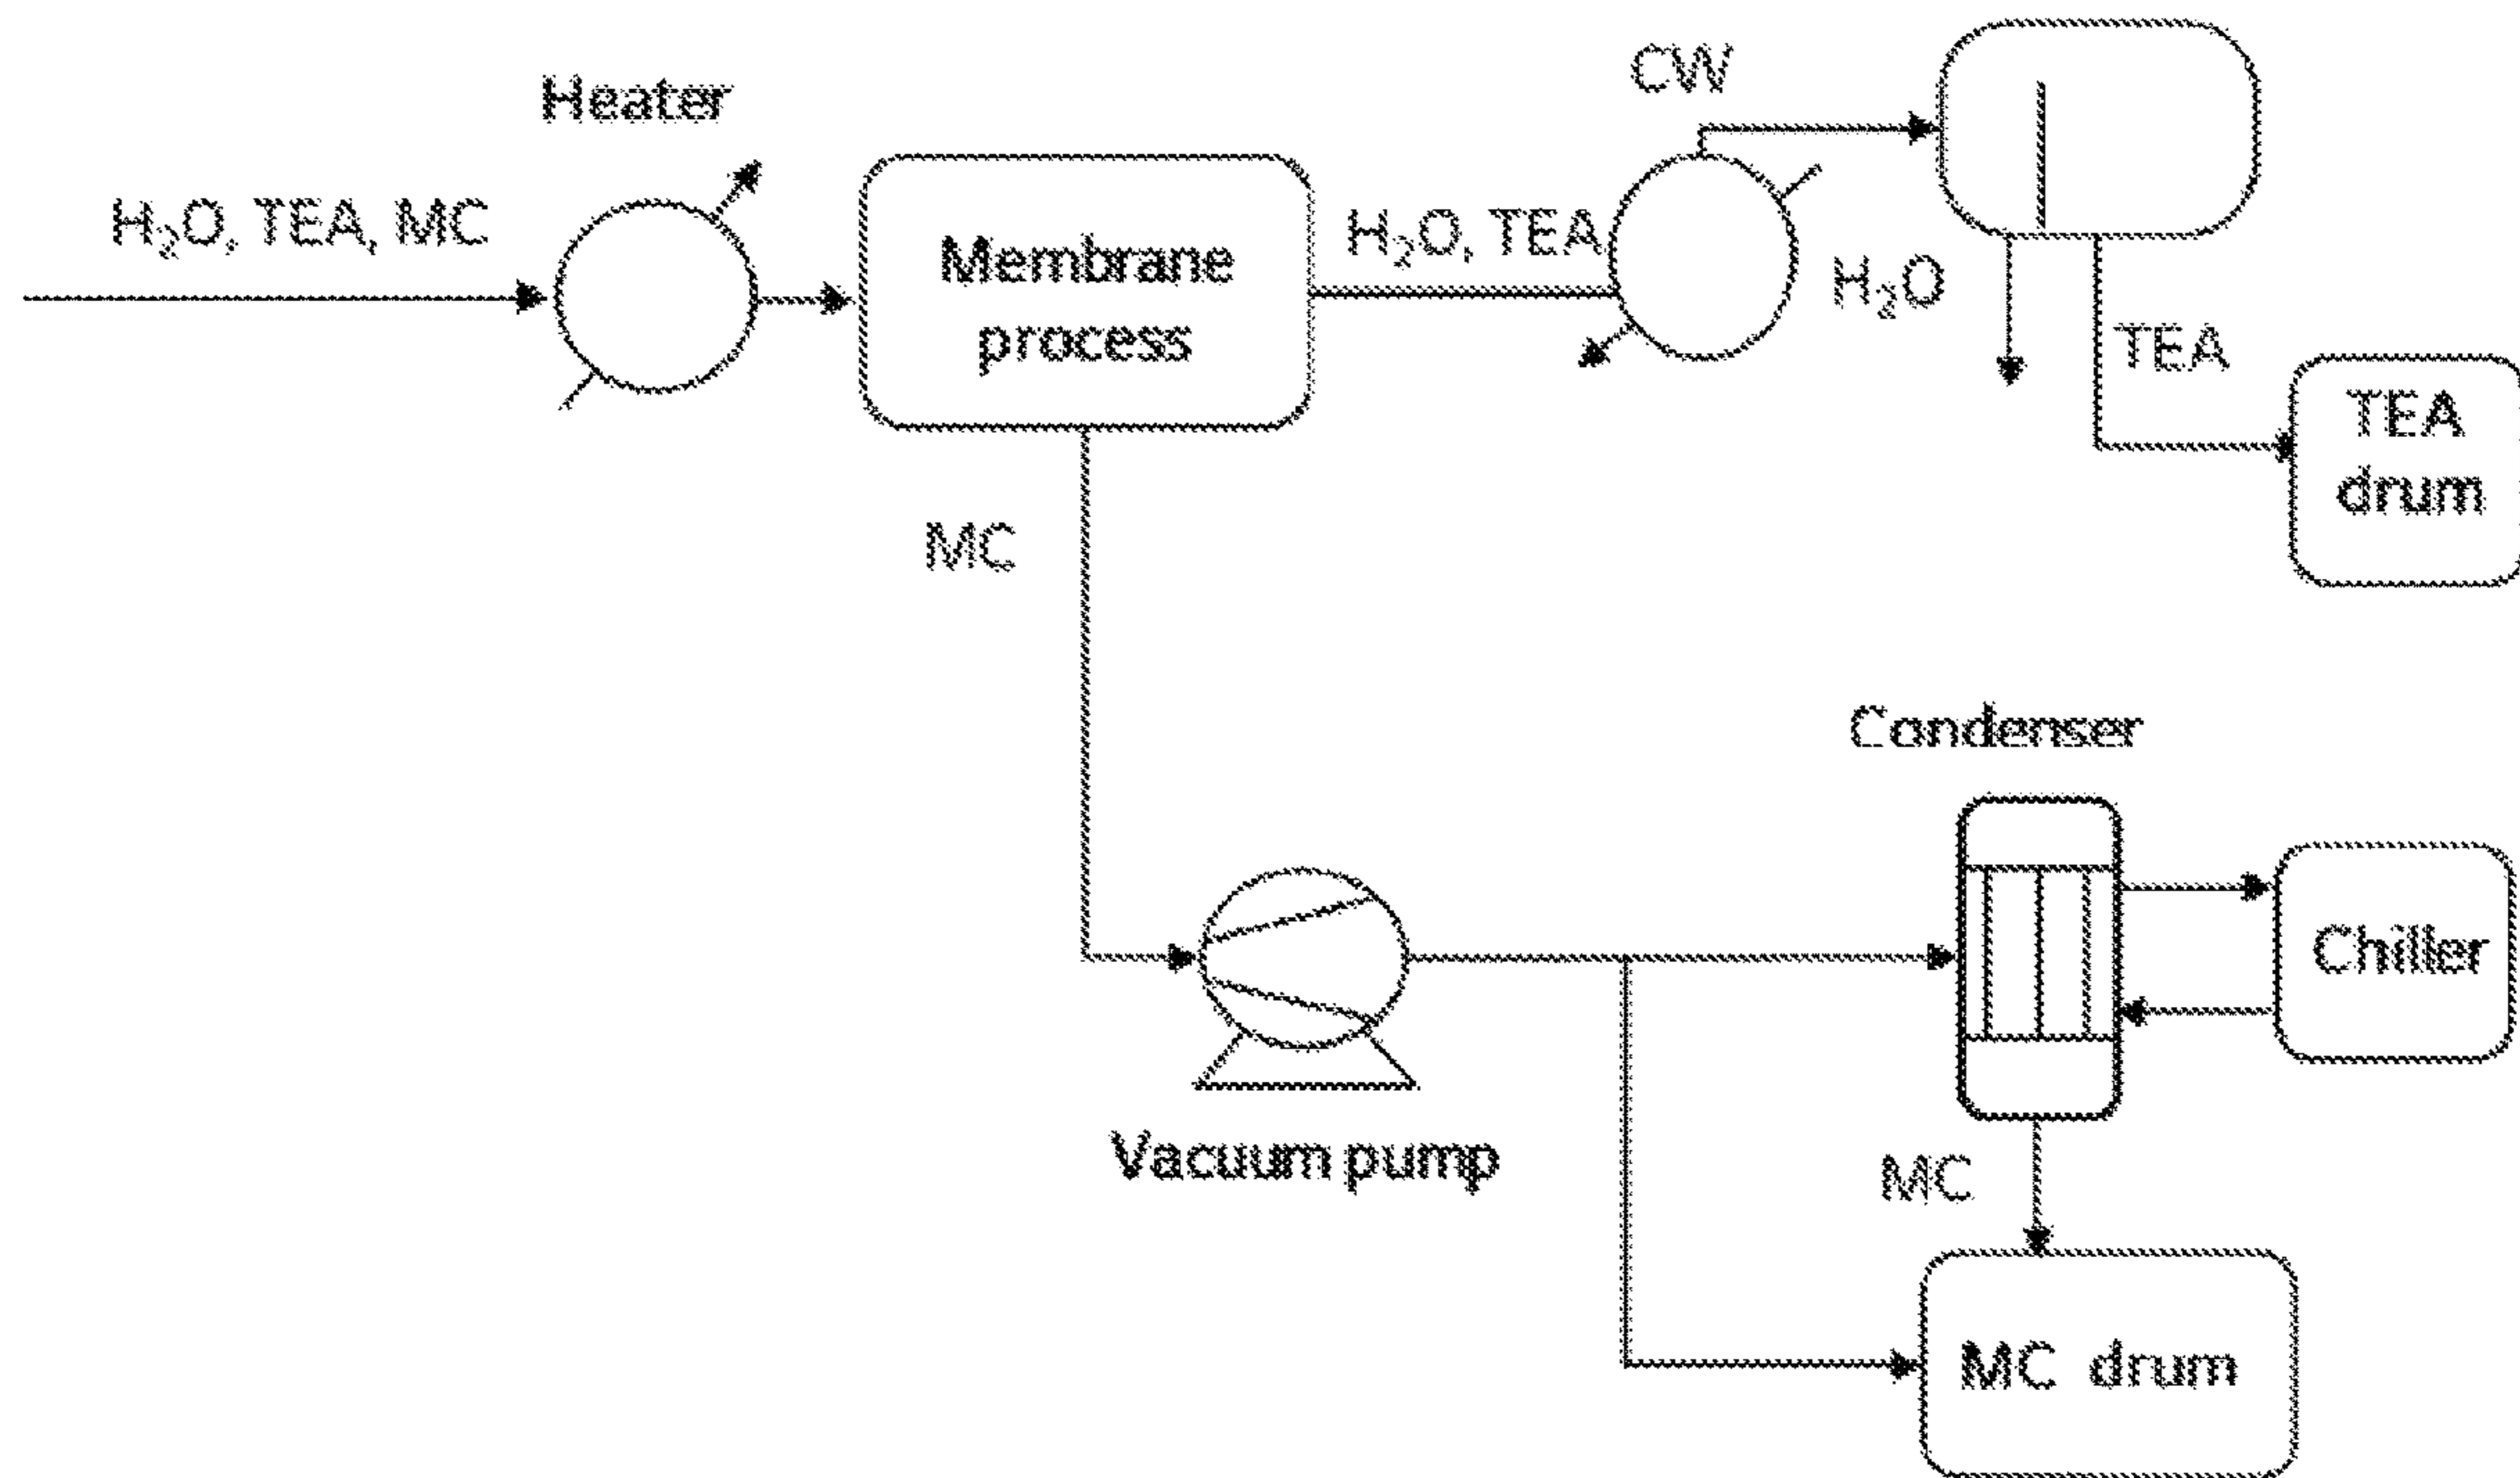 Heater
H₂O, TEA, MC
Membrane
process
H₂O, TEA
CW
H₂O
TEA
TEA
drum
MC
Condenser
Chiller
Vacuum pump
MC
MC drum